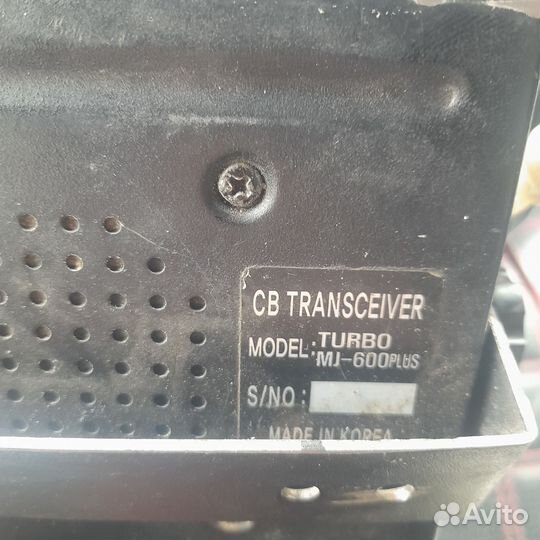 CB TRANSCEIVER
MODEL: TURBO
MJ-600PLUS
S/NO:
MADE IN KOREA
Avito